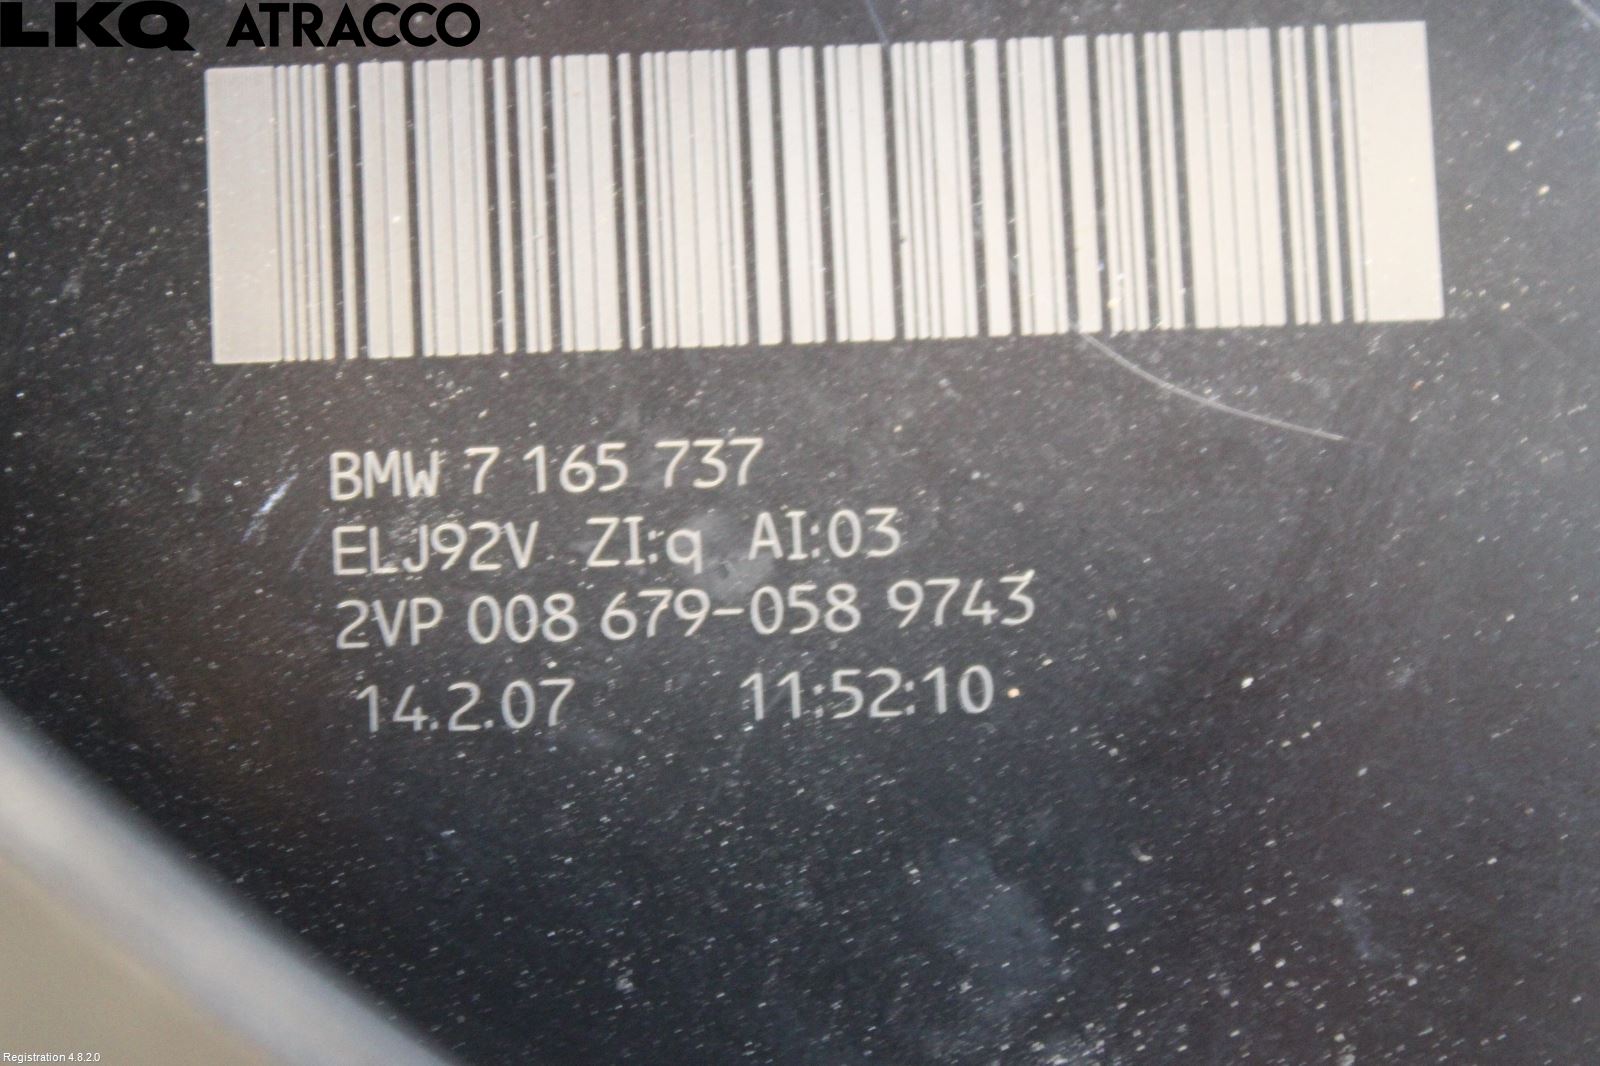 LKQ ATRACCO
BMW 7 165 737
ELJ92V ZI:q AI:03
2VP 008 679-058 9743
14.2.07 11:52:10
Registration 4.8.2.0